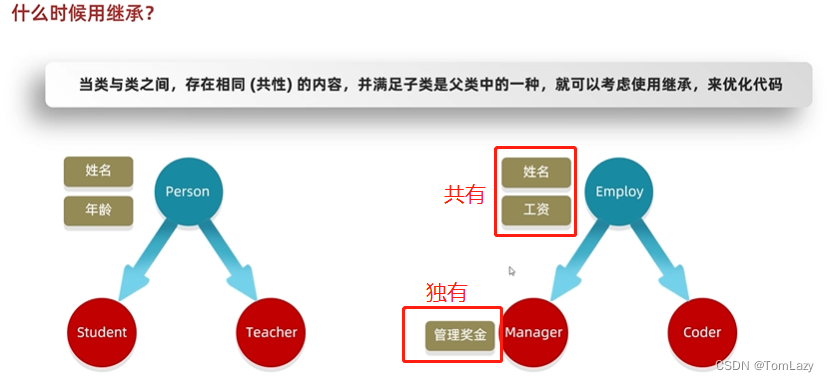 什么时候用继承？
当类与类之间，存在相同 (共性) 的内容，并满足子类是父类中的一种，就可以考虑使用继承，来优化代码
姓名
年龄
Person
Student
Teacher
共有
姓名
工资
Employ
独有
管理奖金
Manager
Coder
CSDN @TomLazy